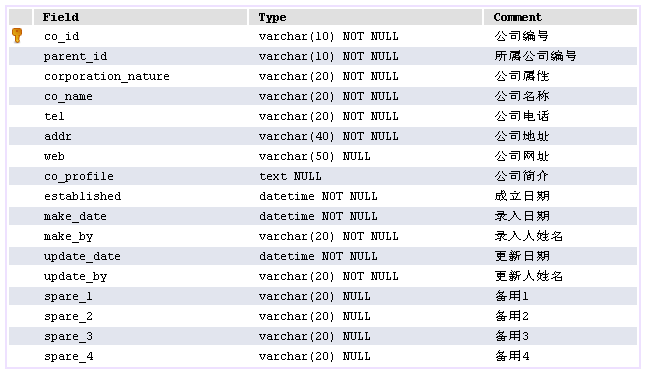 Field Type Comment
co_id varchar(10) NOT NULL 公司编号
parent_id varchar(10) NOT NULL 所属公司编号
corporation_nature varchar(20) NOT NULL 公司属性
co_name varchar(20) NOT NULL 公司名称
tel varchar(20) NOT NULL 公司电话
addr varchar(40) NOT NULL 公司地址
web varchar(50) NULL 公司网址
co_profile text NULL 公司简介
established datetime NOT NULL 成立日期
make_date datetime NOT NULL 录入日期
make_by varchar(20) NOT NULL 录入人姓名
update_date datetime NOT NULL 更新日期
update_by varchar(20) NOT NULL 更新人姓名
spare_1 varchar(20) NULL 备用1
spare_2 varchar(20) NULL 备用2
spare_3 varchar(20) NULL 备用3
spare_4 varchar(20) NULL 备用4